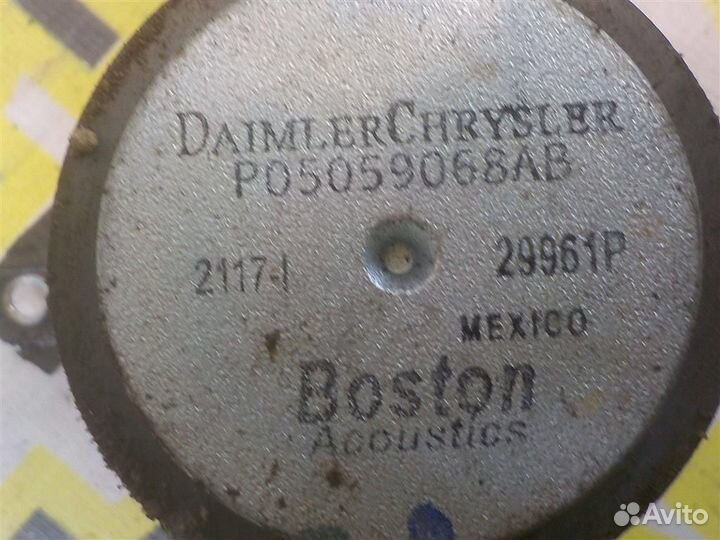 DAIMLERCHRYSLER
P05059068AB
2117-I
29961P
MEXICO
Boston
Acoustics
Avito